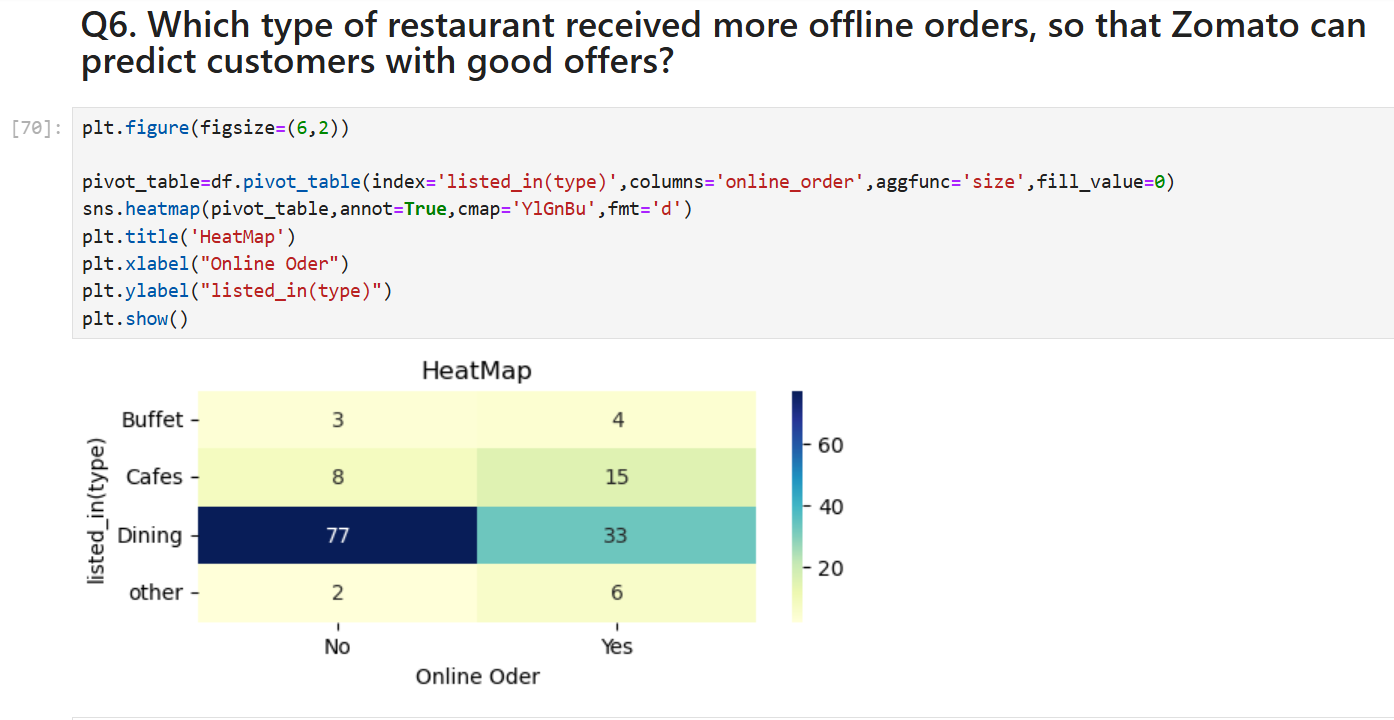 Q6. Which type of restaurant received more offline orders, so that Zomato can
predict customers with good offers?
[70]:
plt.figure(figsize=(6,2))
pivot_table=df.pivot_table(index='listed_in(type)',columns='online_order',aggfunc='size',fill_value=0)
sns.heatmap(pivot_table,annot=True,cmap='YlGnBu',fmt='d')
plt.title('HeatMap')
plt.xlabel("Online Oder")
plt.ylabel("listed_in(type)")
plt.show()
HeatMap
listed_in(type)
Buffet 3 4
Cafes 8 15
Dining 77 33
other 2 6
No Yes
Online Oder
60
40
20